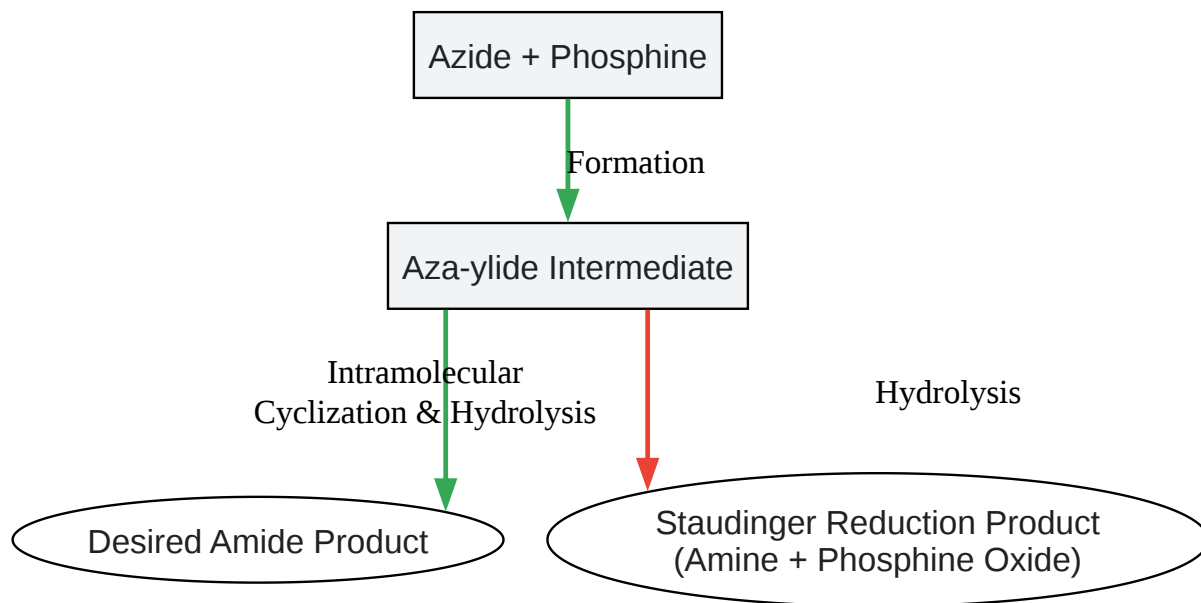 Azide + Phosphine
Formation
Aza-ylide Intermediate
Intramolecular
Cyclization & Hydrolysis
Hydrolysis
Desired Amide Product
Staudinger Reduction Product
(Amine + Phosphine Oxide)